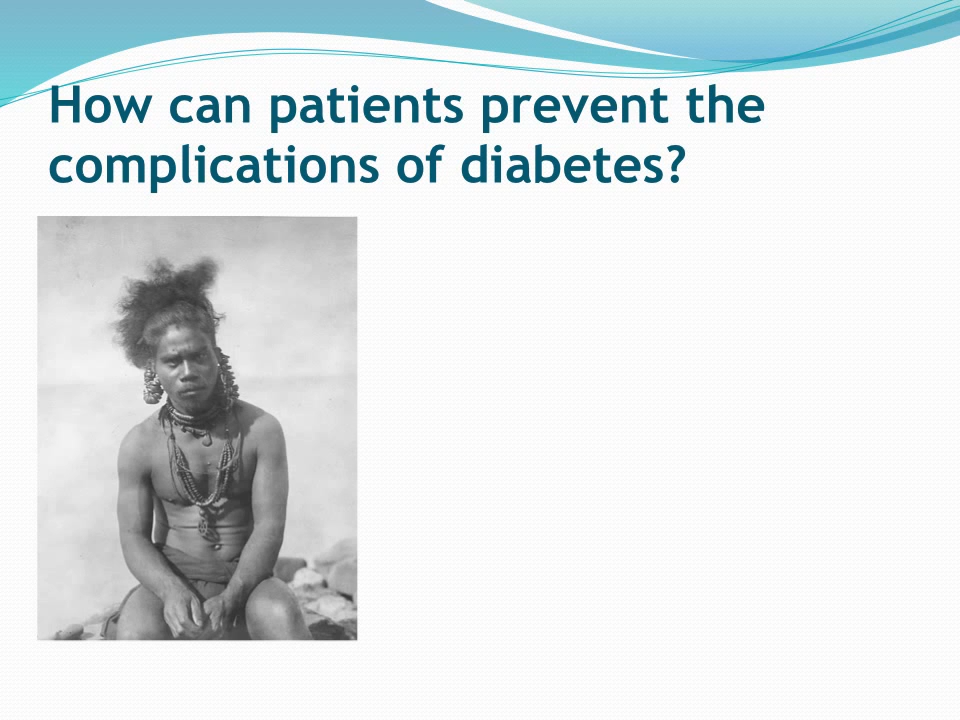 How can patients prevent the
complications of diabetes?